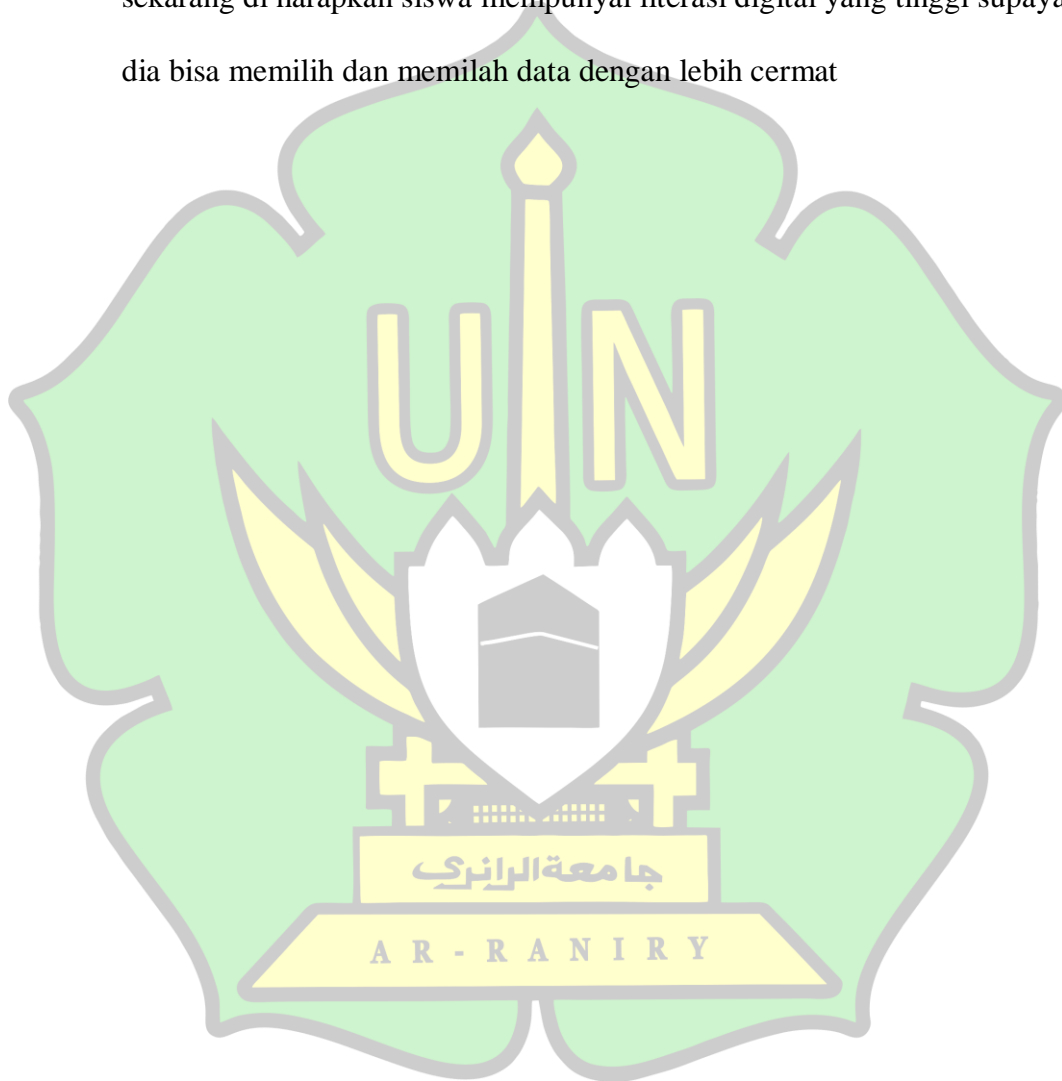 sekarang di harapkan siswa mempunyai literasi digital yang tinggi supaya
dia bisa memilih dan memilah data dengan lebih cermat
UIN
جامعة الرانري
AR-RANIRY